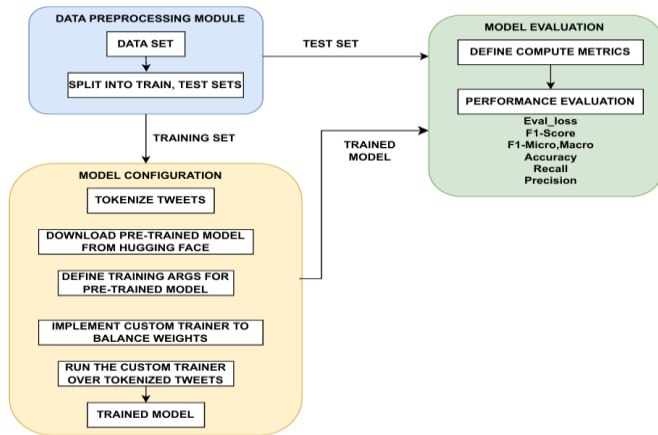 DATA PREPROCESSING MODULE
DATA SET
SPLIT INTO TRAIN, TEST SETS
TEST SET
MODEL EVALUATION
DEFINE COMPUTE METRICS
PERFORMANCE EVALUATION
Eval_loss
F1-Score
F1-Micro,Macro
Accuracy
Recall
Precision
TRAINING SET
TRAINED
MODEL
MODEL CONFIGURATION
TOKENIZE TWEETS
DOWNLOAD PRE-TRAINED MODEL
FROM HUGGING FACE
DEFINE TRAINING ARGS FOR
PRE-TRAINED MODEL
IMPLEMENT CUSTOM TRAINER TO
BALANCE WEIGHTS
RUN THE CUSTOM TRAINER
OVER TOKENIZED TWEETS
TRAINED MODEL